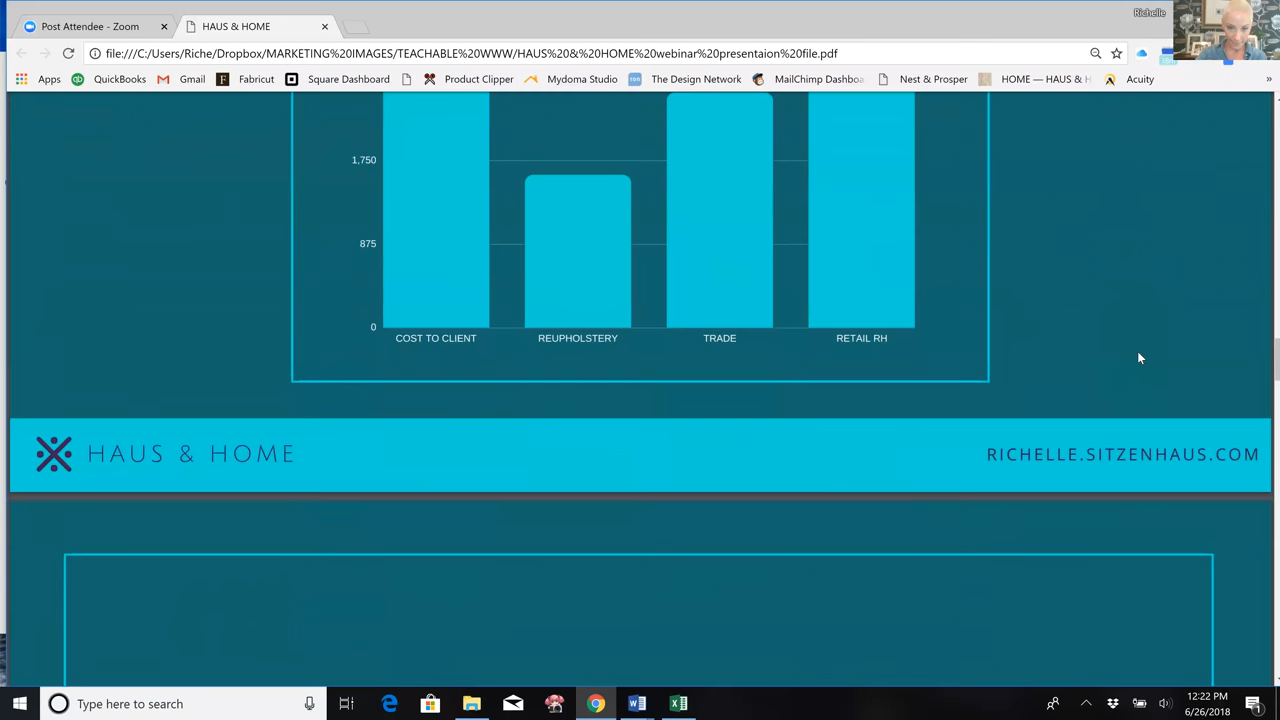 Richelle
Post Attendee - Zoom
HAUS & HOME
file:///C:/Users/Riche/Dropbox/MARKETING%20IMAGES/TEACHABLE%20WWW/HAUS%20&%20HOME%20webinar%20presentaion%20file.pdf
Apps QuickBooks Gmail Fabricut Square Dashboard Product Clipper Mydoma Studio The Design Network MailChimp Dashboa Nest & Prosper HOME — HAUS & H Acuity »
1,750
875
0
COST TO CLIENT REUPHOLSTERY TRADE RETAIL RH
HAUS & HOME RICHELLE.SITZENHAUS.COM
Type here to search
12:22 PM
6/26/2018